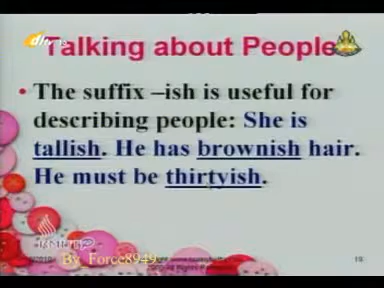 Talking about People
• The suffix –ish is useful for
describing people: She is
tallish. He has brownish hair.
He must be thirtyish.
By Force8949
19